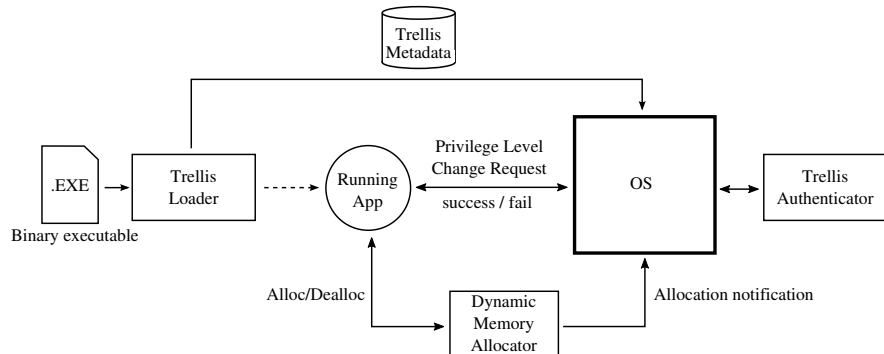 Trellis
Metadata
.EXE
Binary executable
Trellis
Loader
Running
App
Privilege Level
Change Request
success / fail
OS
Trellis
Authenticator
Alloc/Dealloc
Dynamic
Memory
Allocator
Allocation notification